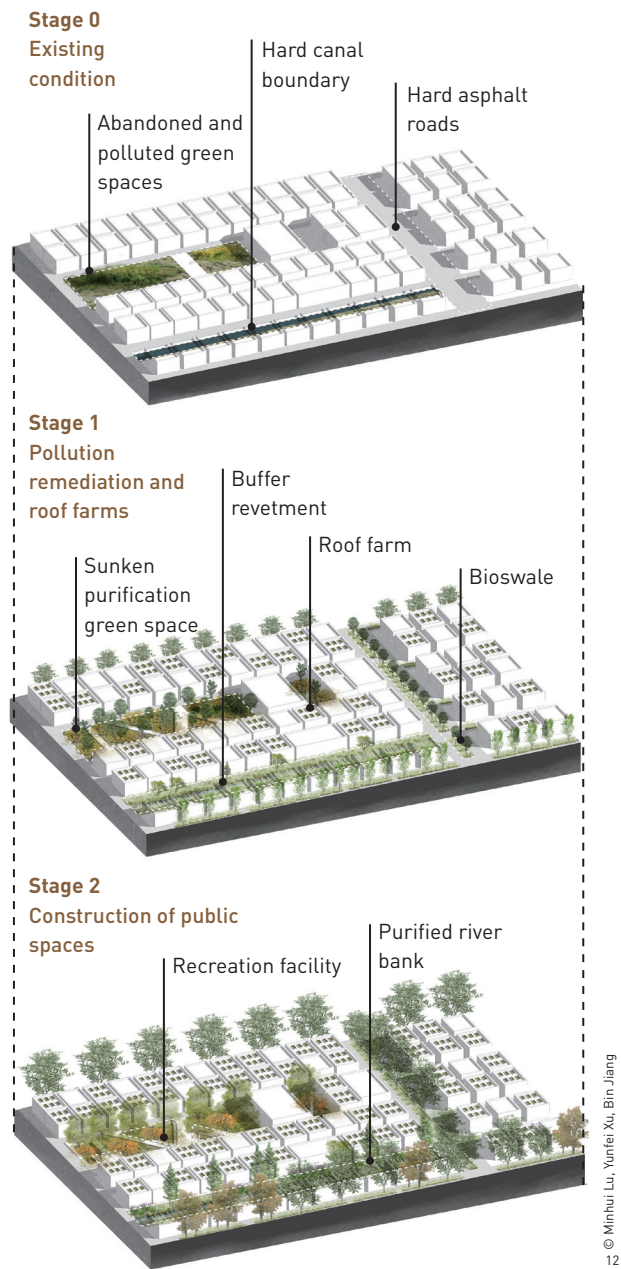 Stage 0
Existing
condition
Hard canal
boundary
Hard asphalt
roads
Abandoned and
polluted green
spaces
Stage 1
Pollution
remediation and
roof farms
Buffer
revetment
Roof farm
Sunken
purification
green space
Bioswale
Stage 2
Construction of public
spaces
Purified river
bank
Recreation facility
© Minhui Lu, Yunfei Xu, Bin Jiang
12